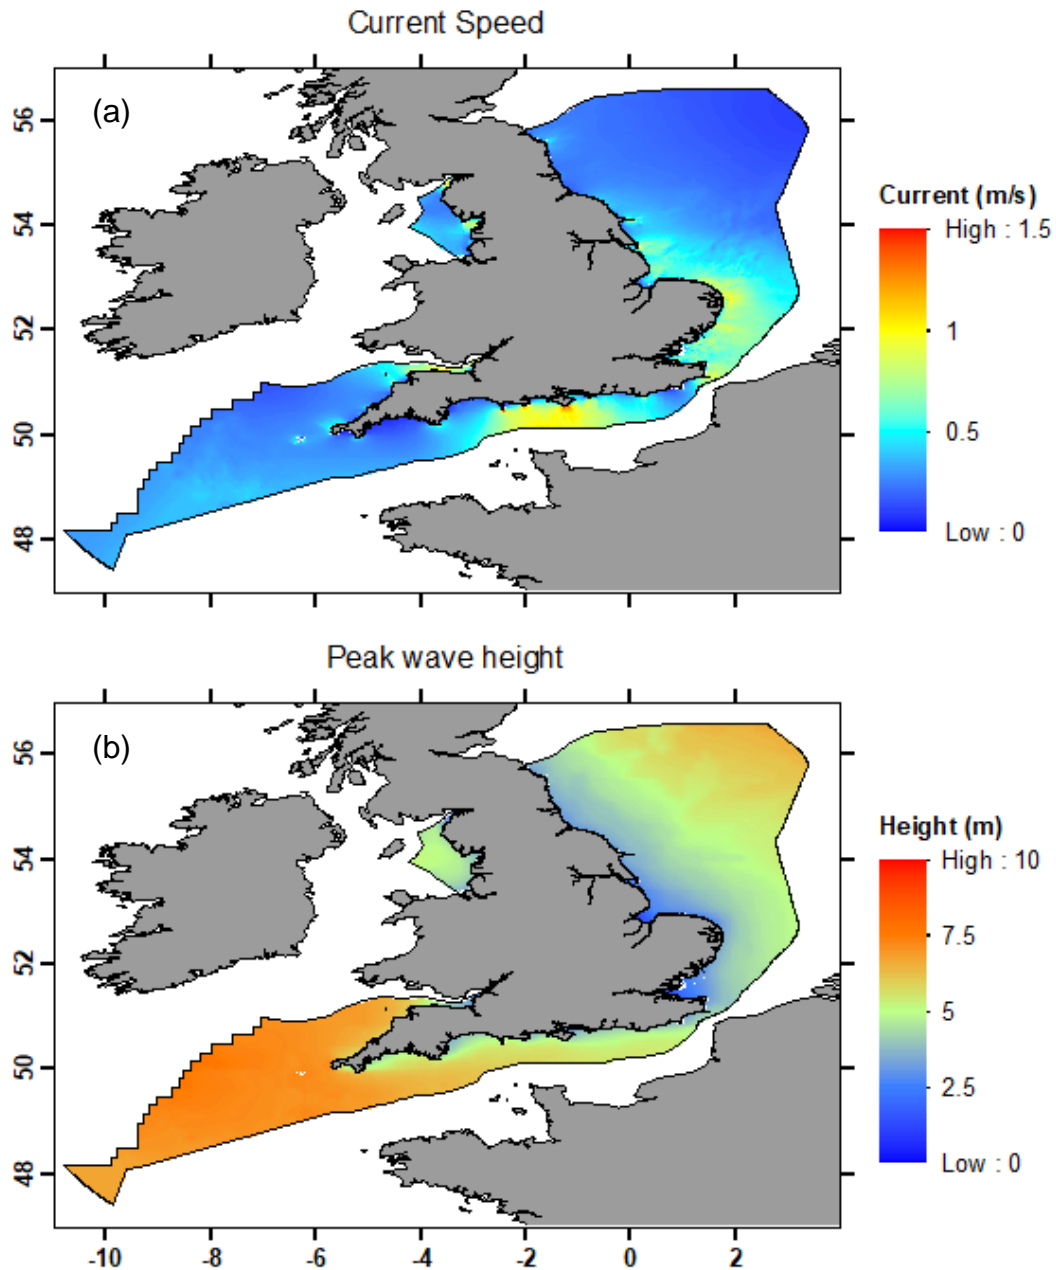 Current Speed
(a)
56
54
52
50
48
Current (m/s)
High : 1.5
1
0.5
Low : 0
Peak wave height
(b)
56
54
52
50
48
Height (m)
High : 10
7.5
5
2.5
Low : 0
-10 -8 -6 -4 -2 0 2